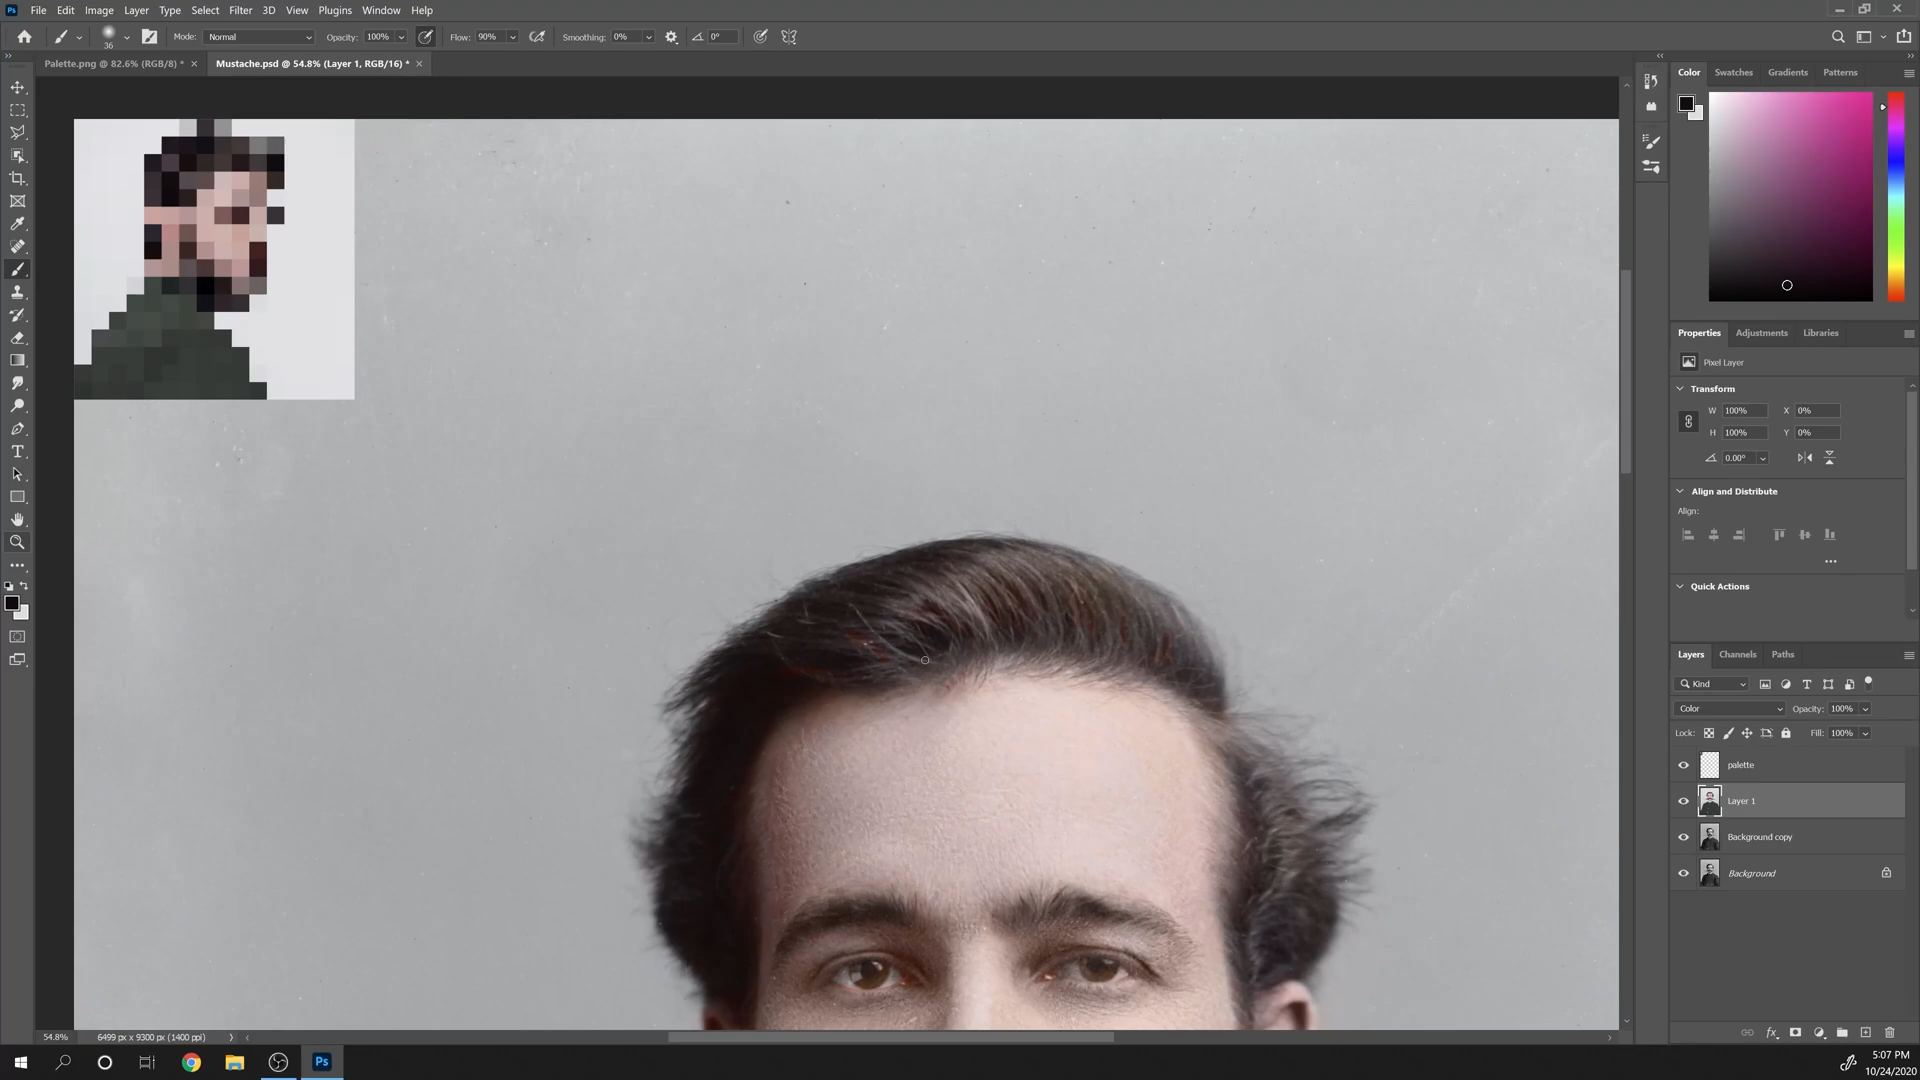 Ps File Edit Image Layer Type Select Filter 3D View Plugins Window Help
36 Mode: Normal Opacity: 100% Flow: 90% Smoothing: 0% 0°
Palette.png @ 82.6% (RGB/8) * Mustache.psd @ 54.8% (Layer 1, RGB/16) *
Color Swatches Gradients Patterns
Properties Adjustments Libraries
Pixel Layer
Transform
W 100% X 0%
H 100% Y 0%
0.00°
Align and Distribute
Align:
Quick Actions
Layers Channels Paths
Kind
Color Opacity: 100%
Lock: Fill: 100%
palette
Layer 1
Background copy
Background
54.8% 6499 px x 9300 px (1400 ppi)
Ps
5:07 PM
10/24/2020